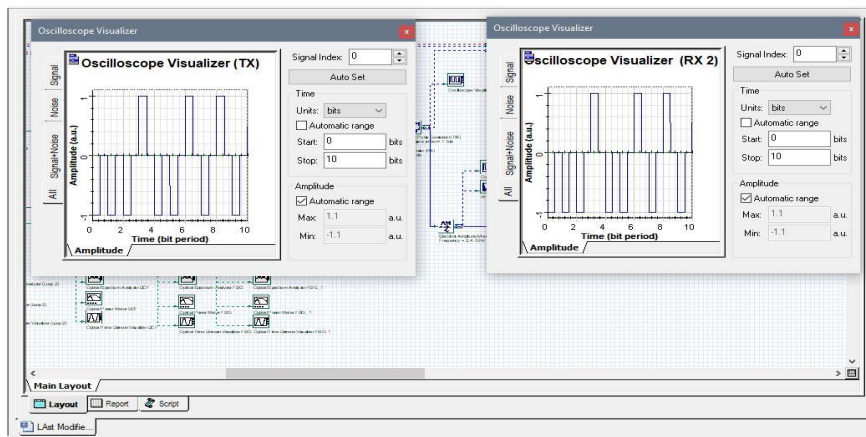 Oscilloscope Visualizer
Oscilloscope Visualizer (TX)
Signal
Noise
Signal+Noise
All
Amplitude (a.u.)
1
0
-1
0 2 4 6 8 10
Time (bit period)
Amplitude
Signal Index: 0
Auto Set
Time
Units: bits
Automatic range
Start: 0 bits
Stop: 10 bits
Amplitude
Automatic range
Max: 1.1 a.u.
Min: -1.1 a.u.
Oscilloscope Visualizer
Oscilloscope Visualizer (RX 2)
Signal
Noise
Signal+Noise
All
Amplitude (a.u.)
1
0
-1
0 2 4 6 8 10
Time (bit period)
Amplitude
Signal Index: 0
Auto Set
Time
Units: bits
Automatic range
Start: 0 bits
Stop: 10 bits
Amplitude
Automatic range
Max: 1.1 a.u.
Min: -1.1 a.u.
Main Layout
Layout Report Script
LAst Modifie...